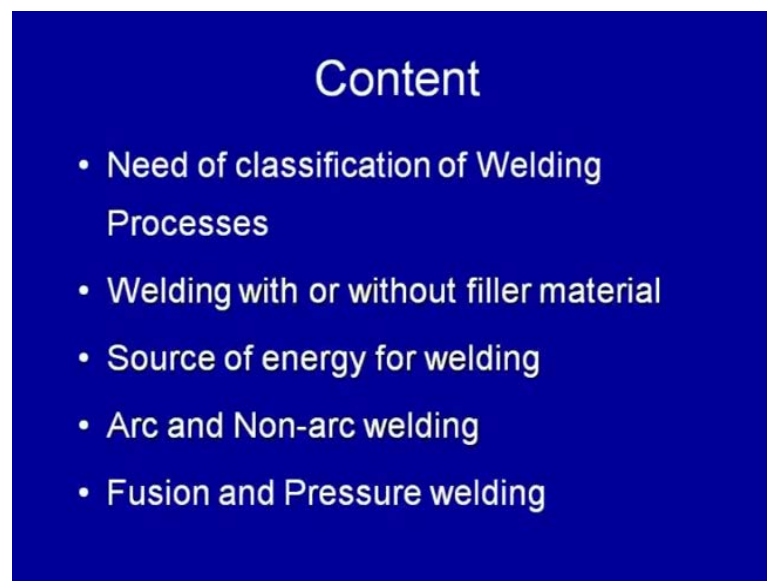 Content
• Need of classification of Welding
Processes
• Welding with or without filler material
• Source of energy for welding
• Arc and Non-arc welding
• Fusion and Pressure welding